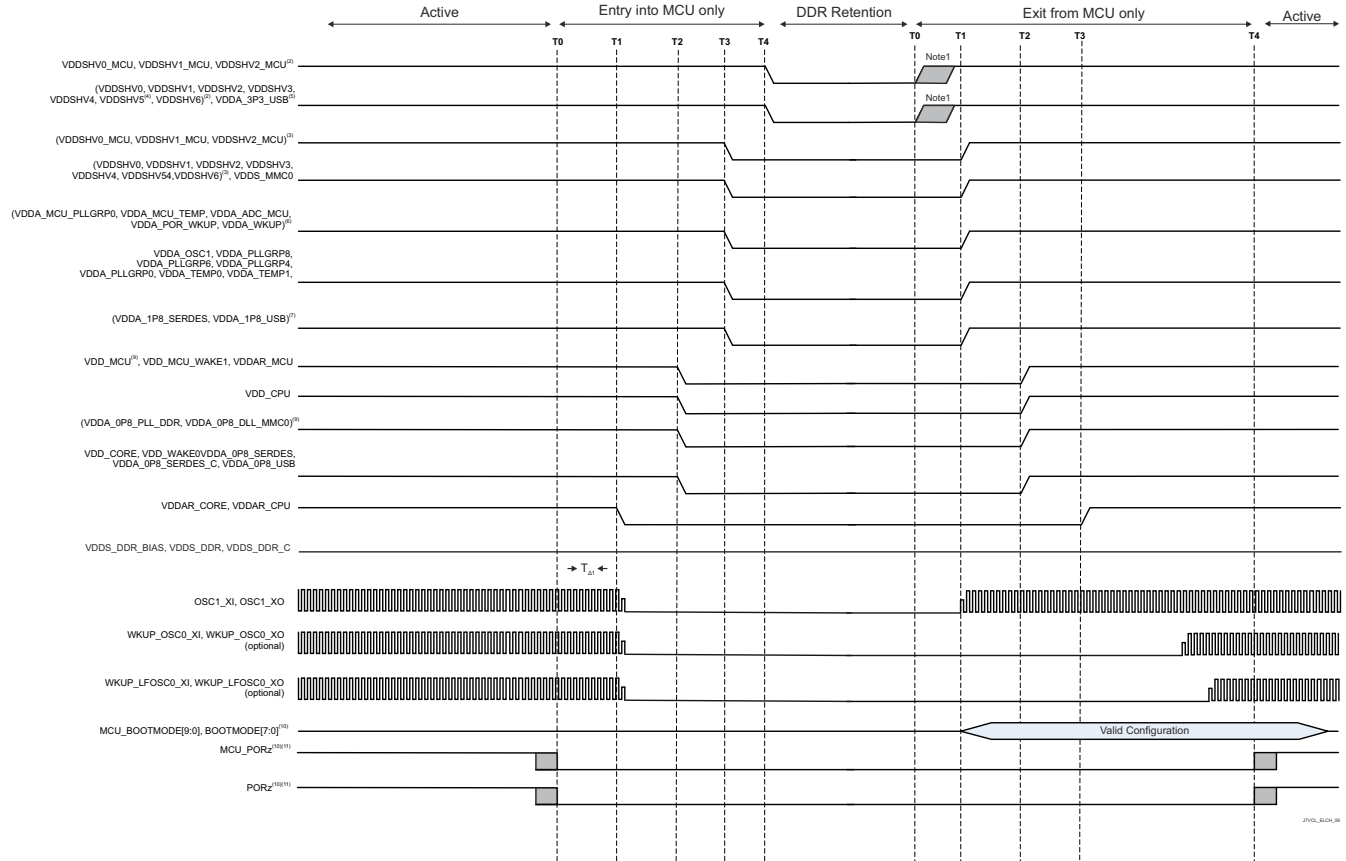 Active
Entry into MCU only
DDR Retention
Exit from MCU only
Active
T0
T1
T2
T3
T4
T0
T1
T2
T3
T4
VDDSHV0_MCU, VDDSHV1_MCU, VDDSHV2_MCU(2)
Note1
(VDDSHV0, VDDSHV1, VDDSHV2, VDDSHV3,
VDDSHV4, VDDSHV5(4), VDDSHV6)(2), VDDA_3P3_USB(5)
Note1
(VDDSHV0_MCU, VDDSHV1_MCU, VDDSHV2_MCU)(3)
(VDDSHV0, VDDSHV1, VDDSHV2, VDDSHV3,
VDDSHV4, VDDSHV54,VDDSHV6)(3), VDDS_MMC0
(VDDA_MCU_PLLGRP0, VDDA_MCU_TEMP, VDDA_ADC_MCU,
VDDA_POR_WKUP, VDDA_WKUP)(6)
VDDA_OSC1, VDDA_PLLGRP8,
VDDA_PLLGRP6, VDDA_PLLGRP4,
VDDA_PLLGRP0, VDDA_TEMP0, VDDA_TEMP1,
(VDDA_1P8_SERDES, VDDA_1P8_USB)(7)
VDD_MCU(9), VDD_MCU_WAKE1, VDDAR_MCU
VDD_CPU
(VDDA_0P8_PLL_DDR, VDDA_0P8_DLL_MMC0)(9)
VDD_CORE, VDD_WAKE0VDDA_0P8_SERDES,
VDDA_0P8_SERDES_C, VDDA_0P8_USB
VDDAR_CORE, VDDAR_CPU
VDDS_DDR_BIAS, VDDS_DDR, VDDS_DDR_C
TΔ1
OSC1_XI, OSC1_XO
WKUP_OSC0_XI, WKUP_OSC0_XO
(optional)
WKUP_LFOSC0_XI, WKUP_LFOSC0_XO
(optional)
MCU_BOOTMODE[9:0], BOOTMODE[7:0](10)
Valid Configuration
MCU_PORz(10)(11)
PORz(10)(11)